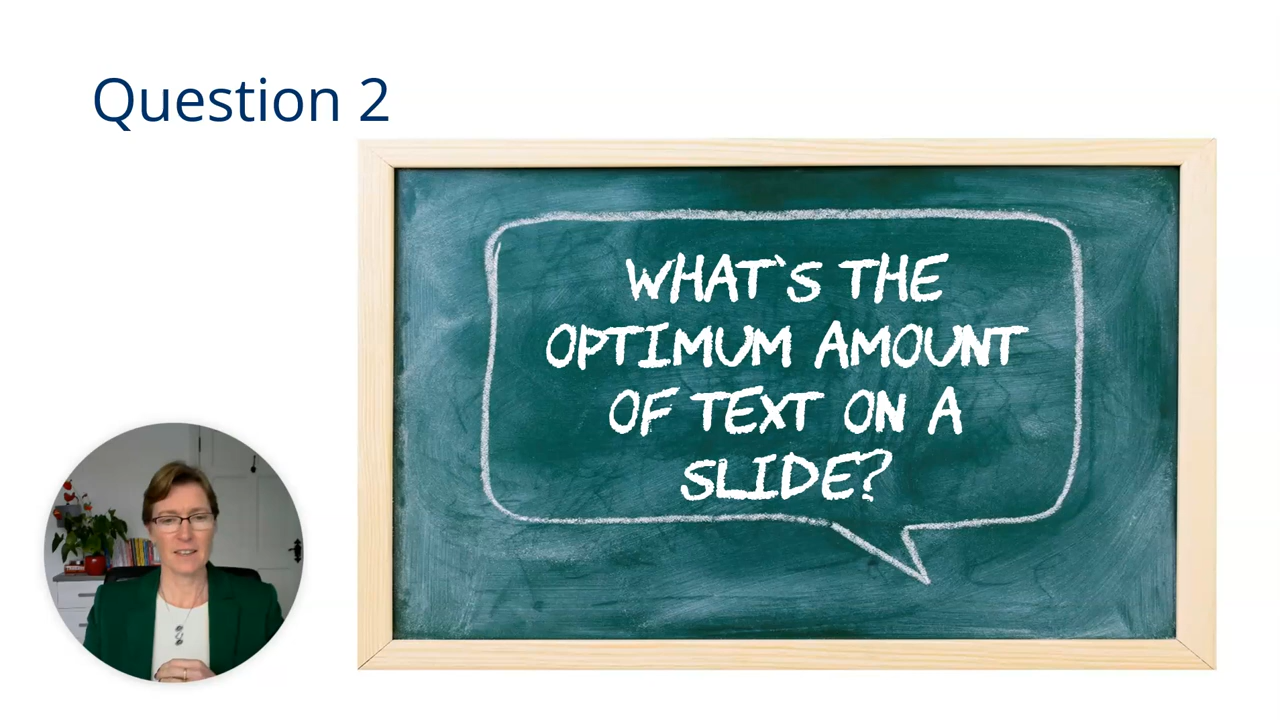 Question 2
WHAT`S THE
OPTIMUM AMOUNT
OF TEXT ON A
SLIDE?